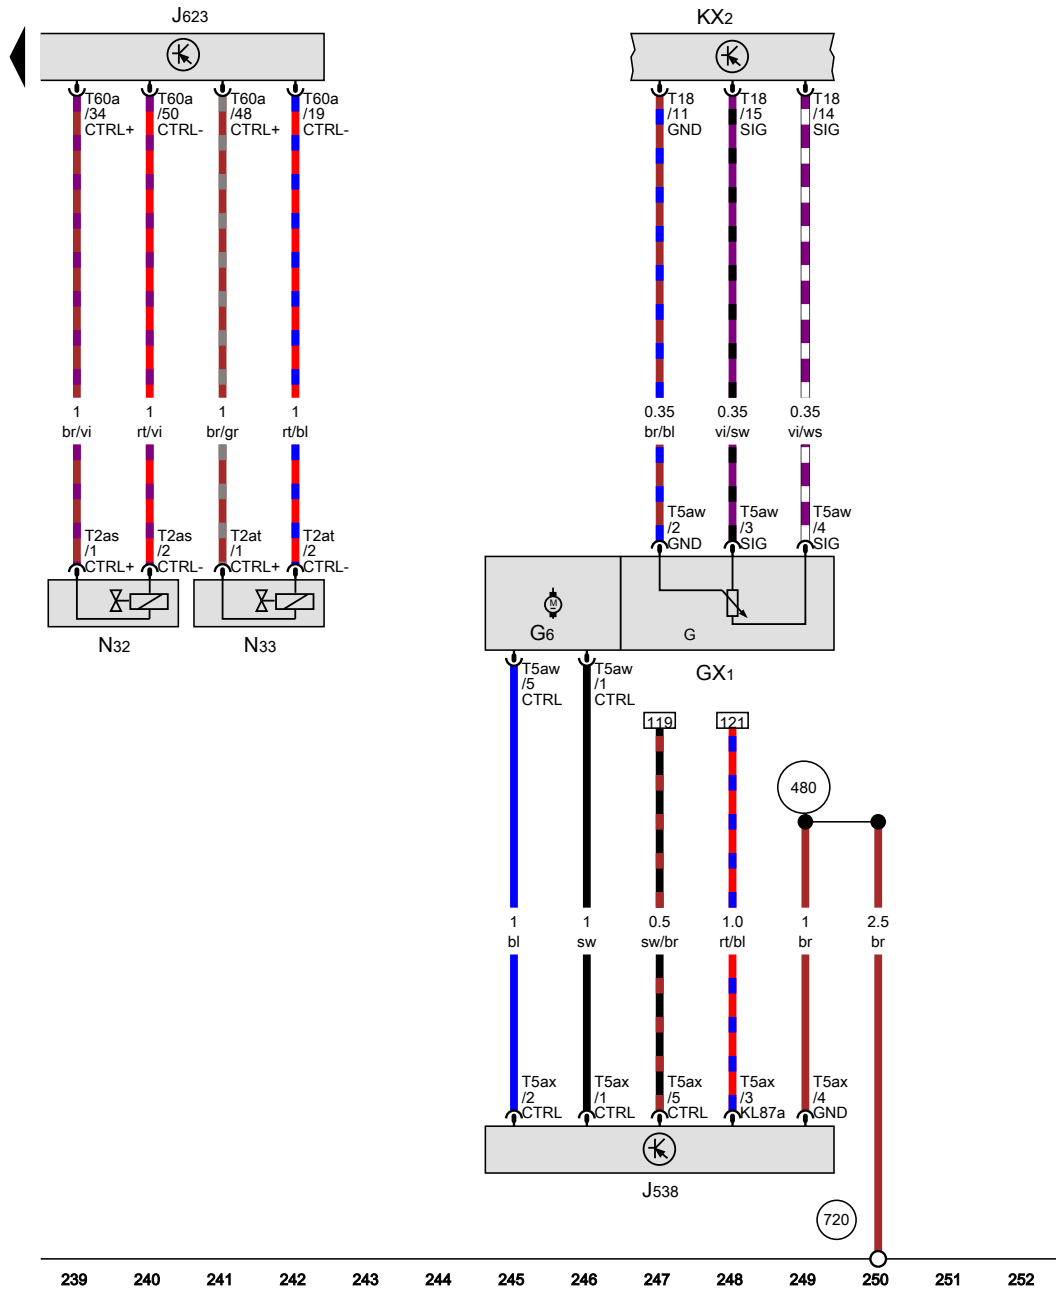 J623
KX2
T60a
/34
CTRL+
T60a
/50
CTRL-
T60a
/48
CTRL+
T60a
/19
CTRL-
T18
/11
GND
T18
/15
SIG
T18
/14
SIG
1
br/vi
1
rt/vi
1
br/gr
1
rt/bl
0.35
br/bl
0.35
vi/sw
0.35
vi/ws
T2as
/1
CTRL+
T2as
/2
CTRL-
T2at
/1
CTRL+
T2at
/2
CTRL-
T5aw
/2
GND
T5aw
/3
SIG
T5aw
/4
SIG
N32
N33
M
G6
G
GX1
T5aw
/5
CTRL
T5aw
/1
CTRL
119
121
480
1
bl
1
sw
0.5
sw/br
1.0
rt/bl
1
br
2.5
br
T5ax
/2
CTRL
T5ax
/1
CTRL
T5ax
/5
CTRL
T5ax
/3
KL87a
T5ax
/4
GND
J538
720
239 240 241 242 243 244 245 246 247 248 249 250 251 252